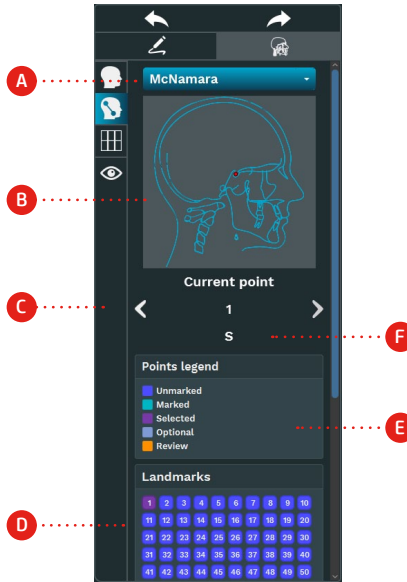 A
McNamara
B
Current point
C
1
S
F
Points legend
Unmarked
Marked
Selected
Optional
Review
E
Landmarks
1 2 3 4 5 6 7 8 9 10
11 12 13 14 15 16 17 18 19 20
D
21 22 23 24 25 26 27 28 29 30
31 32 33 34 35 36 37 38 39 40
41 42 43 44 45 46 47 48 49 50